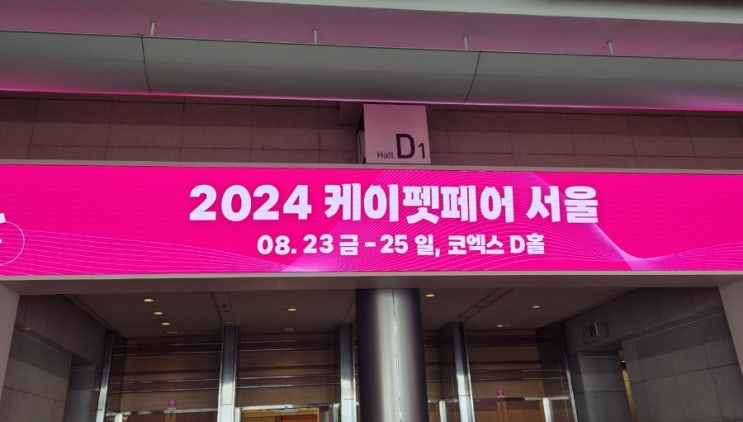 Hall D1
2024 케이펫페어 서울
08. 23 금 - 25 일, 코엑스 D홀